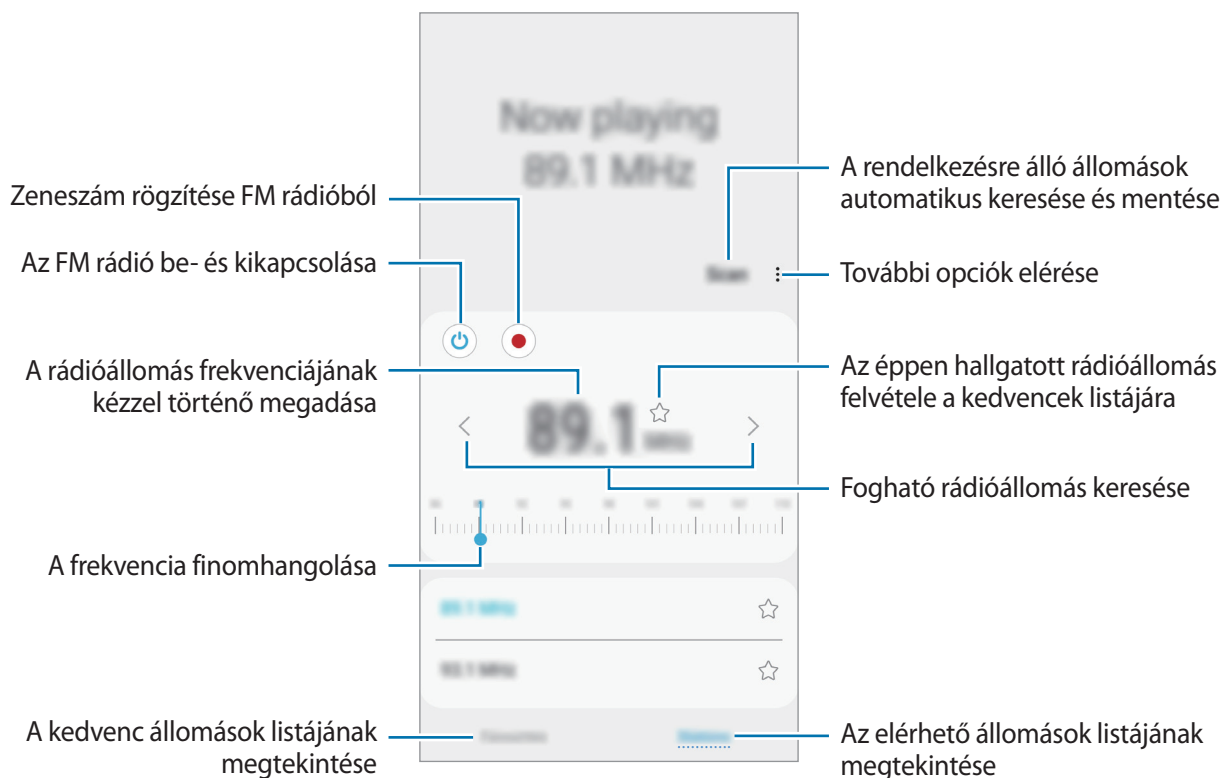 Now playing
89.1 MHz
Zeneszám rögzítése FM rádióból
Az FM rádió be- és kikapcsolása
A rádióállomás frekvenciájának
kézzel történő megadása
A frekvencia finomhangolása
A kedvenc állomások listájának
megtekintése
Scan
89.1 MHz
89.1 MHz
93.1 MHz
Favourites
Stations
A rendelkezésre álló állomások
automatikus keresése és mentése
További opciók elérése
Az éppen hallgatott rádióállomás
felvétele a kedvencek listájára
Fogható rádióállomás keresése
Az elérhető állomások listájának
megtekintése